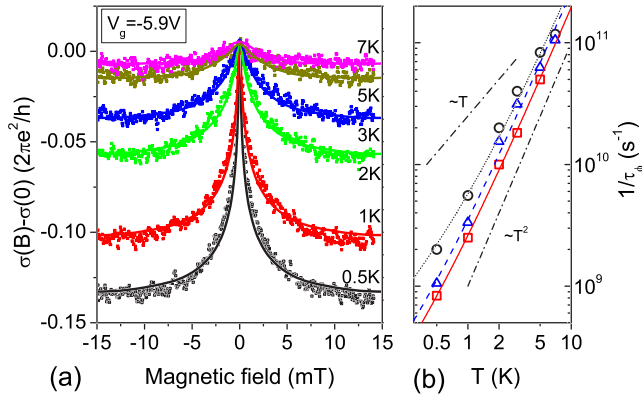 V_g=-5.9V
σ(B)-σ(0) (2πe²/h)
0.00
-0.05
-0.10
-0.15
7K
5K
3K
2K
1K
0.5K
-15 -10 -5 0 5 10 15
(a) Magnetic field (mT)
~T
~T²
10¹¹
10¹⁰
10⁹
1/τ_ϕ (s⁻¹)
0.5 1 2 5 10
(b) T (K)